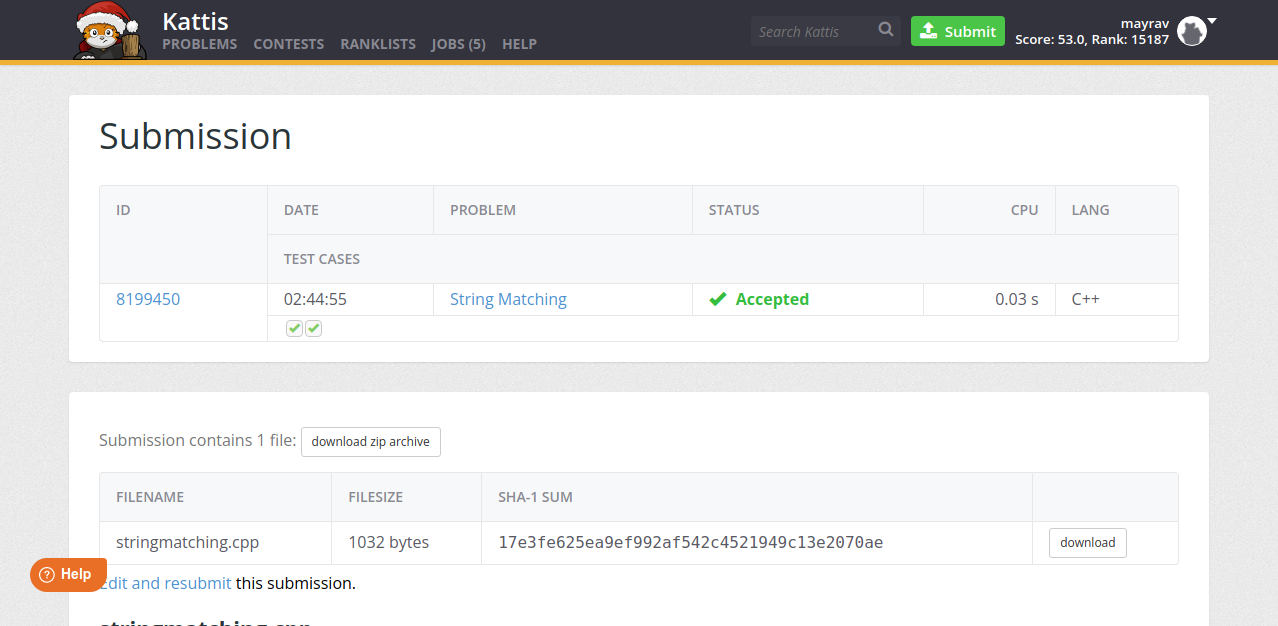 Kattis
PROBLEMS CONTESTS RANKLISTS JOBS (5) HELP
Search Kattis
Submit
mayrav
Score: 53.0, Rank: 15187
Submission
ID DATE PROBLEM STATUS CPU LANG
TEST CASES
8199450 02:44:55 String Matching Accepted 0.03 s C++
Submission contains 1 file: download zip archive
FILENAME FILESIZE SHA-1 SUM
stringmatching.cpp 1032 bytes 17e3fe625ea9ef992af542c4521949c13e2070ae download
Help
Edit and resubmit this submission.
stringmatching.cpp